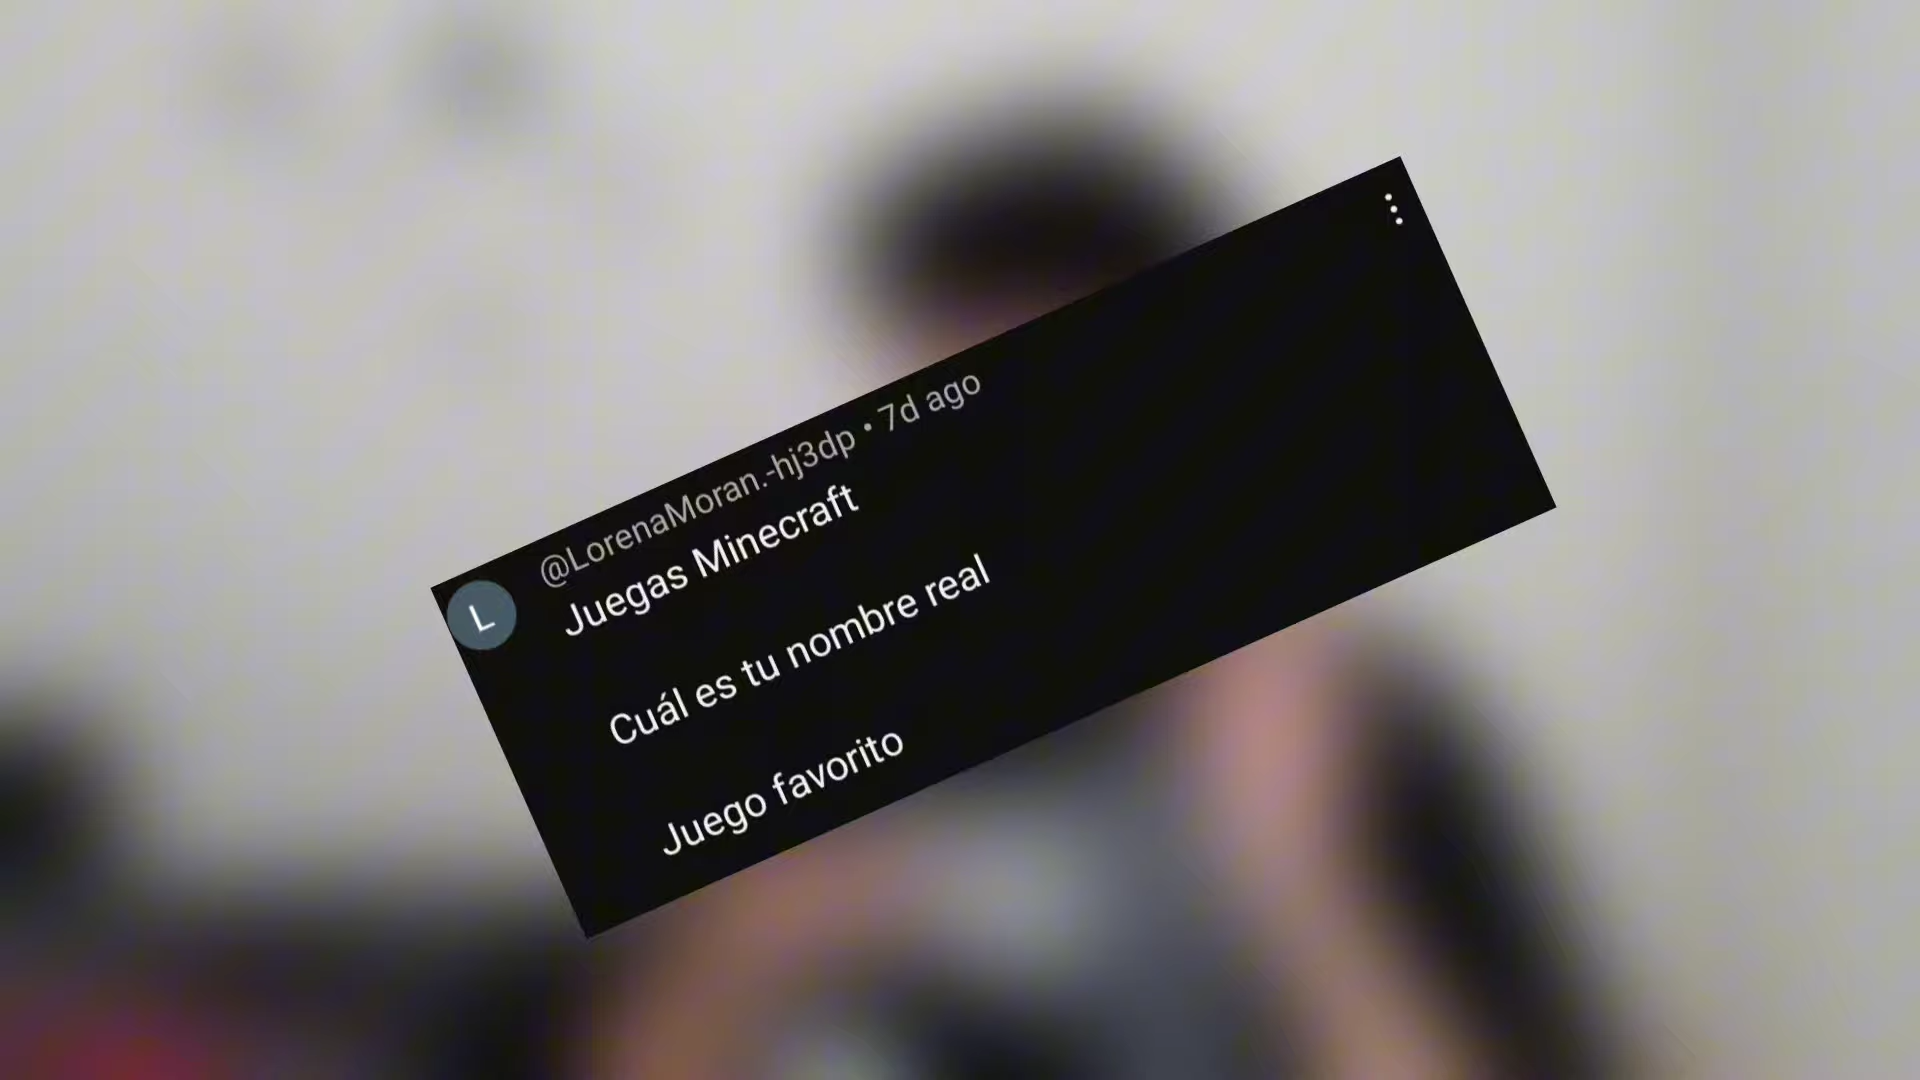 @LorenaMoran.-hj3dp • 7d ago
L
Juegas Minecraft
Cuál es tu nombre real
Juego favorito